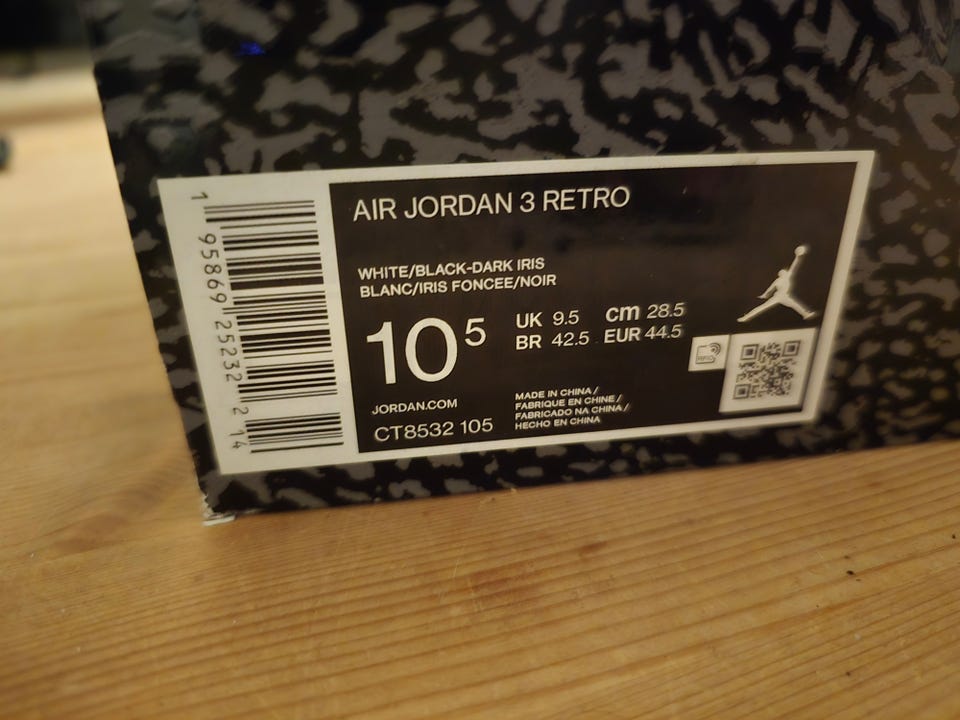 AIR JORDAN 3 RETRO
WHITE/BLACK-DARK IRIS
BLANC/IRIS FONCEE/NOIR
10 5
UK 9.5 cm 28.5
BR 42.5 EUR 44.5
JORDAN.COM
CT8532 105
MADE IN CHINA /
FABRIQUE EN CHINE /
FABRICADO NA CHINA /
HECHO EN CHINA
1 95869 25232 2 14